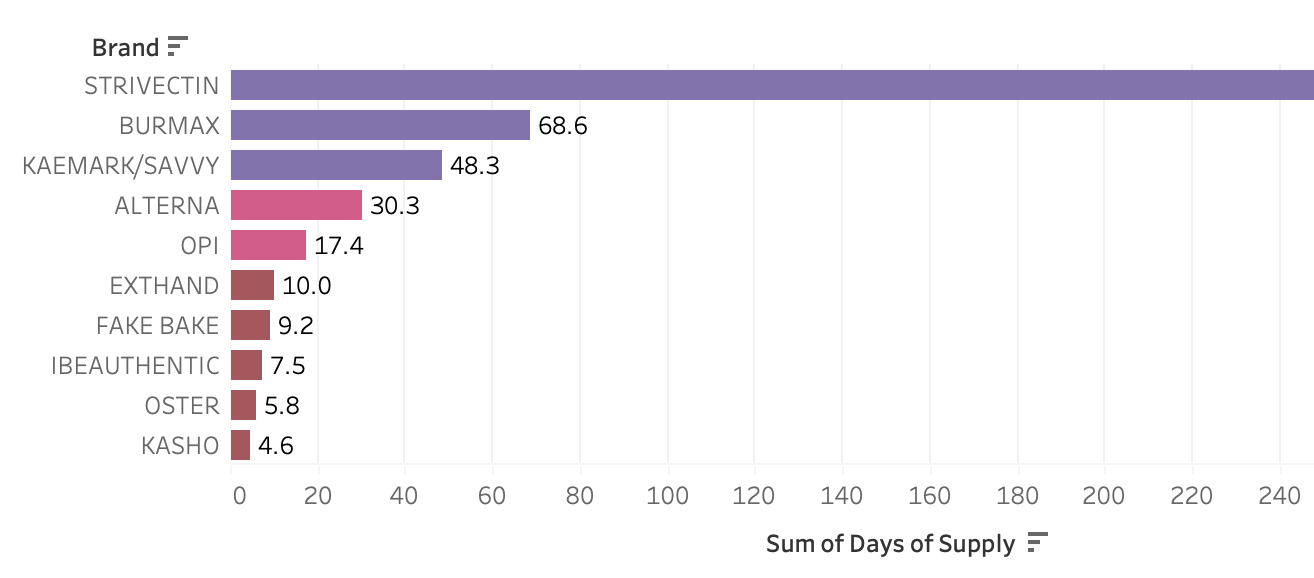 Brand
STRIVECTIN
BURMAX 68.6
KAEMARK/SAVVY 48.3
ALTERNA 30.3
OPI 17.4
EXTHAND 10.0
FAKE BAKE 9.2
IBEAUTHENTIC 7.5
OSTER 5.8
KASHO 4.6
0 20 40 60 80 100 120 140 160 180 200 220 240
Sum of Days of Supply